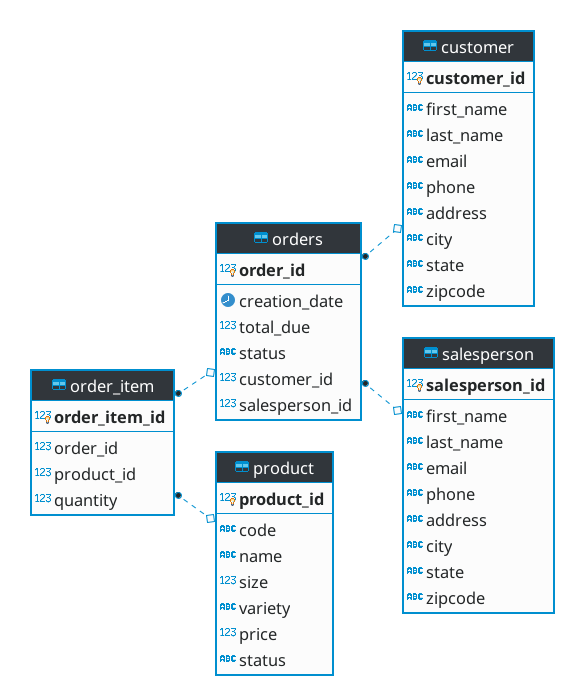 customer
123 customer_id
ABC first_name
ABC last_name
ABC email
ABC phone
ABC address
ABC city
ABC state
ABC zipcode
orders
123 order_id
creation_date
123 total_due
ABC status
123 customer_id
123 salesperson_id
salesperson
123 salesperson_id
ABC first_name
ABC last_name
ABC email
ABC phone
ABC address
ABC city
ABC state
ABC zipcode
order_item
123 order_item_id
123 order_id
123 product_id
123 quantity
product
123 product_id
ABC code
ABC name
123 size
ABC variety
123 price
ABC status